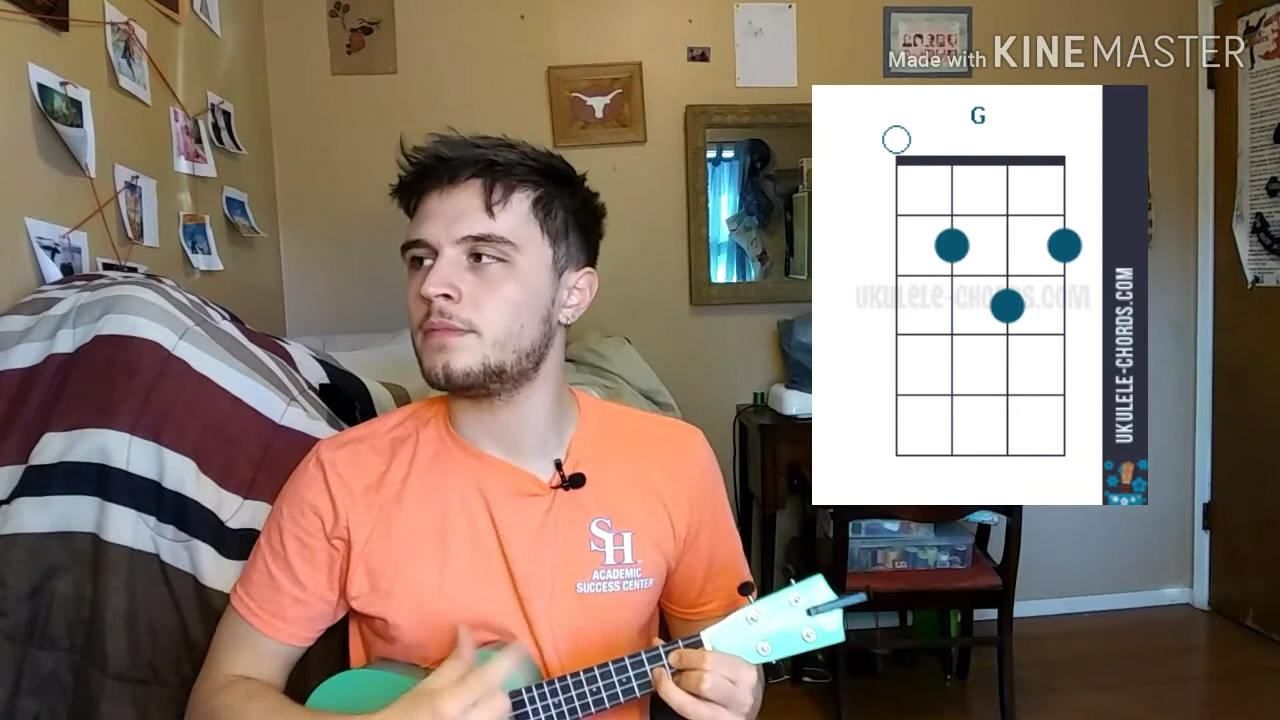 Made with KINEMASTER
G
UKULELE-CHORDS.COM
UKULELE-CHORDS.COM
SH
ACADEMIC
SUCCESS CENTER